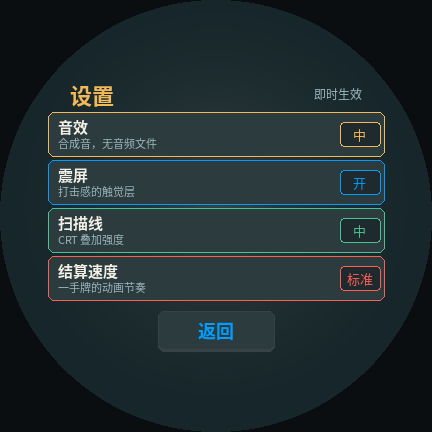 设置
即时生效
音效
中
合成音，无音频文件
震屏
开
打击感的触觉层
扫描线
中
CRT 叠加强度
结算速度
标准
一手牌的动画节奏
返回